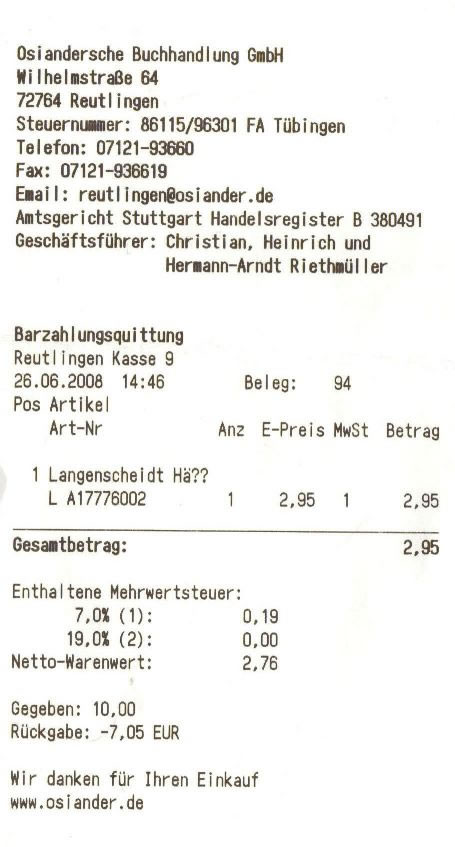 Osiandersche Buchhandlung GmbH
Wilhelmstraße 64
72764 Reutlingen
Steuernummer: 86115/96301 FA Tübingen
Telefon: 07121-93660
Fax: 07121-936619
Email: reutlingen@osiander.de
Amtsgericht Stuttgart Handelsregister B 380491
Geschäftsführer: Christian, Heinrich und
Hermann-Arndt Riethmüller
Barzahlungsquittung
Reutlingen Kasse 9
26.06.2008 14:46 Beleg: 94
Pos Artikel
Art-Nr Anz E-Preis MwSt Betrag
1 Langenscheidt Hä??
L A17776002 1 2,95 1 2,95
Gesamtbetrag: 2,95
Enthaltene Mehrwertsteuer:
7,0% (1): 0,19
19,0% (2): 0,00
Netto-Warenwert: 2,76
Gegeben: 10,00
Rückgabe: -7,05 EUR
Wir danken für Ihren Einkauf
www.osiander.de